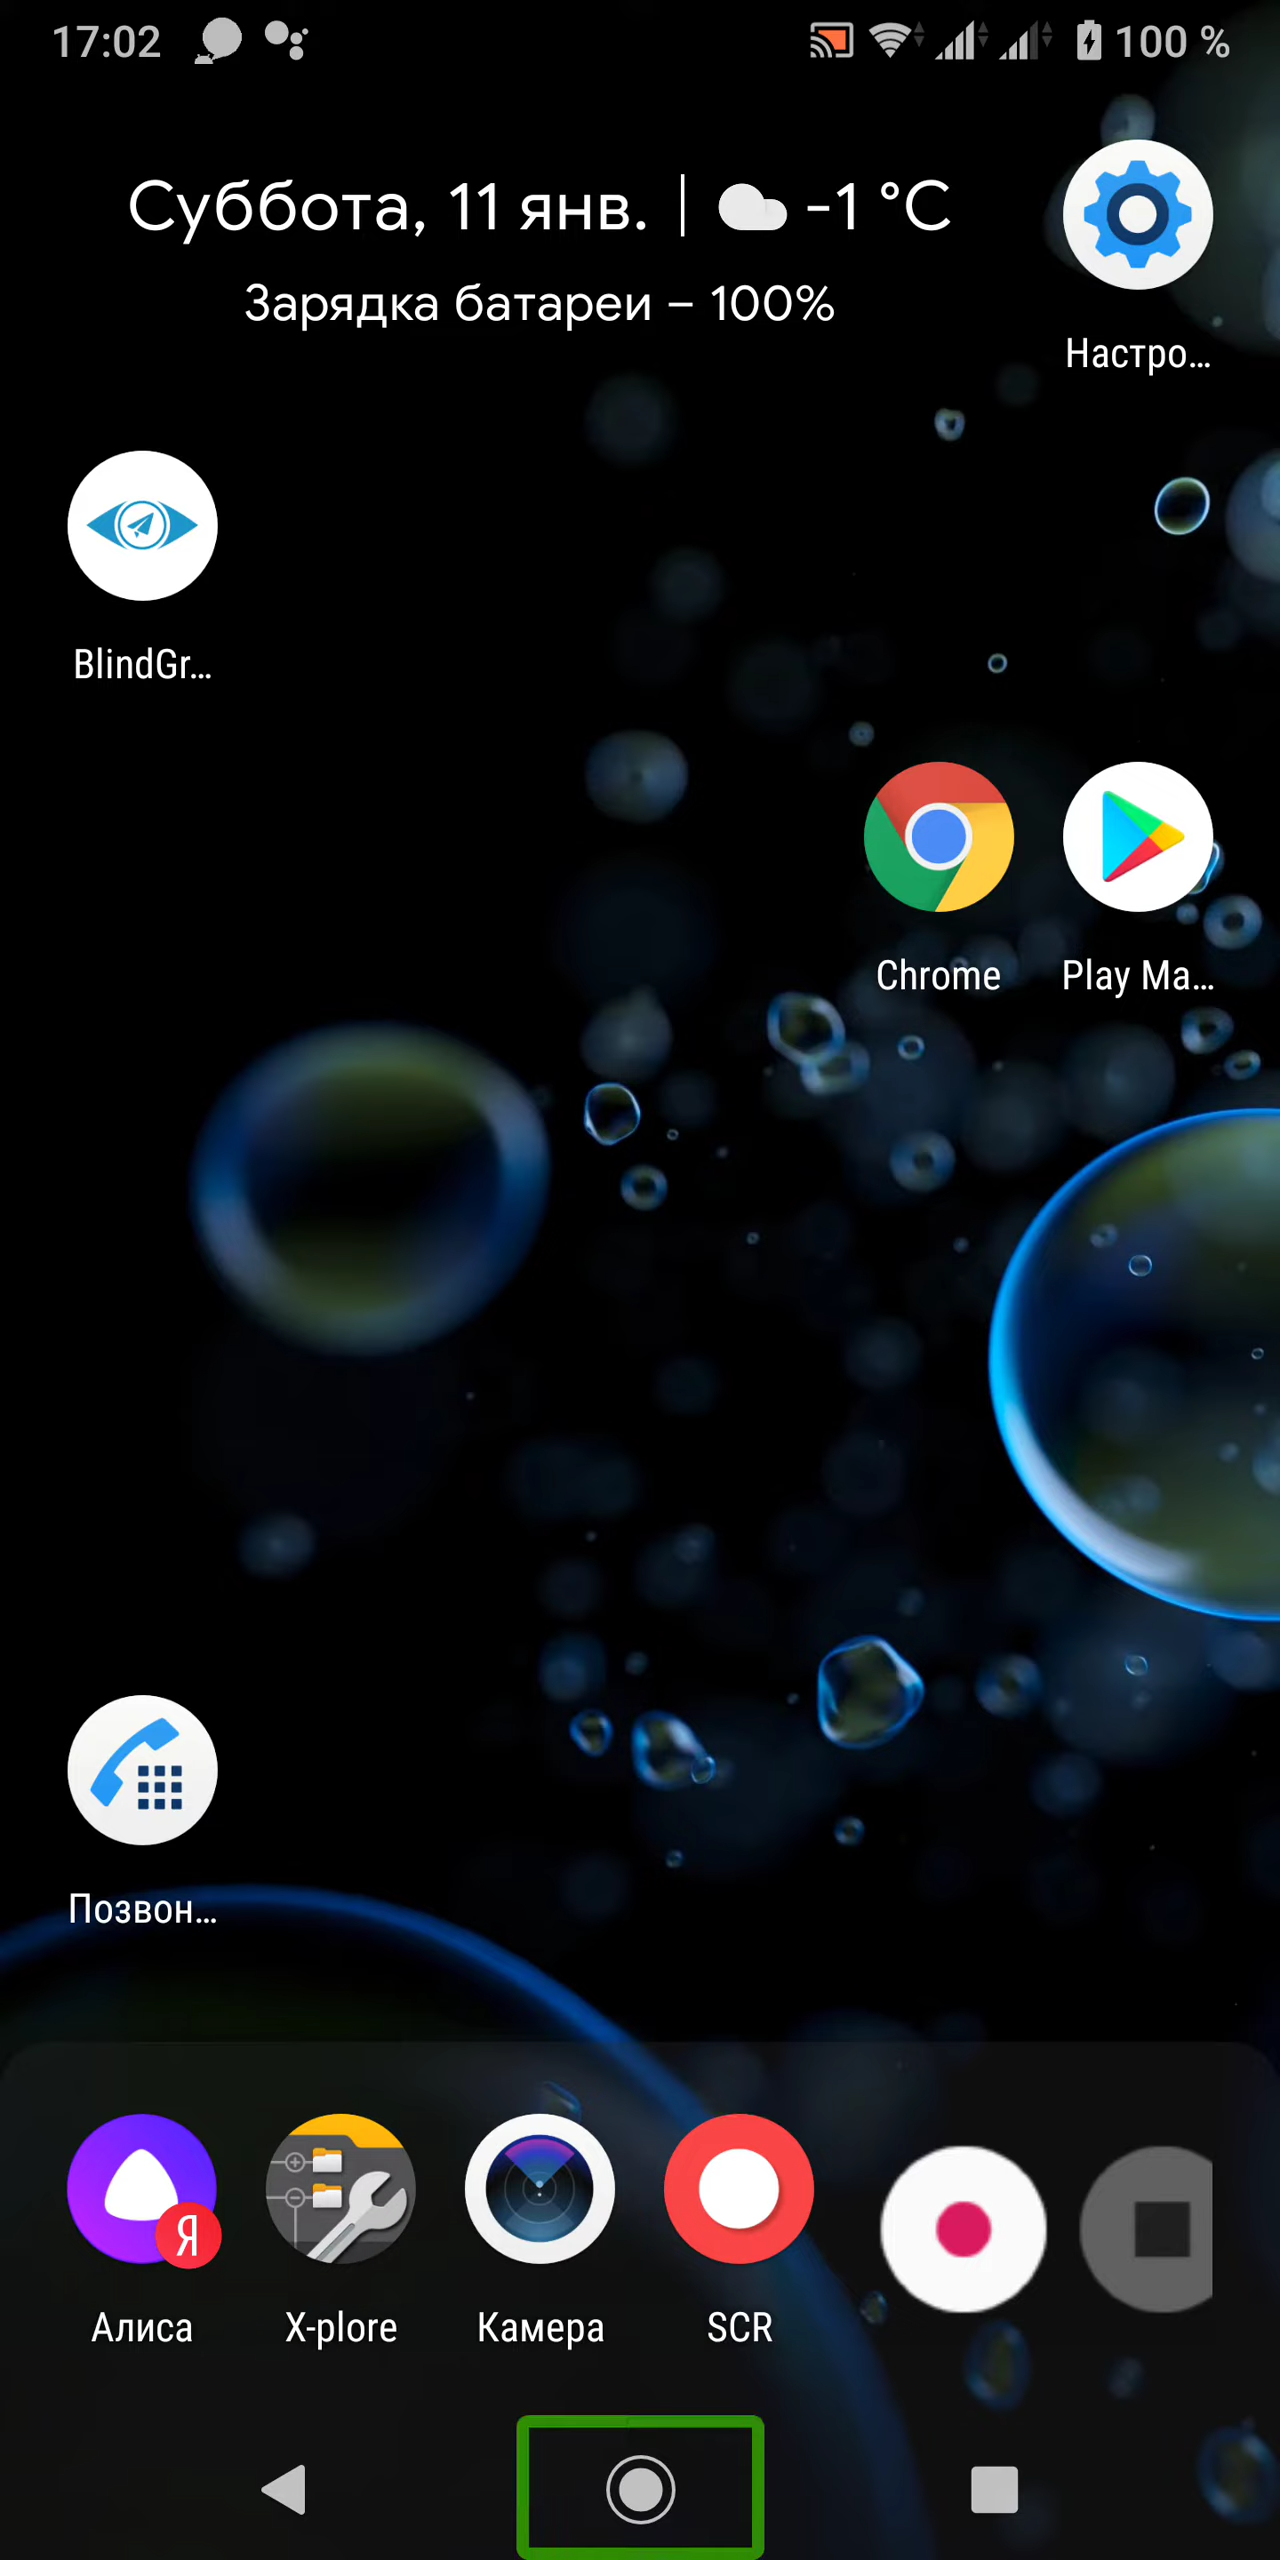 17:02
100 %
Суббота, 11 янв. | -1 °C
Зарядка батареи – 100%
Настро...
BlindGr...
Chrome
Play Ma...
Позвон...
Я
Алиса
X-plore
Камера
SCR